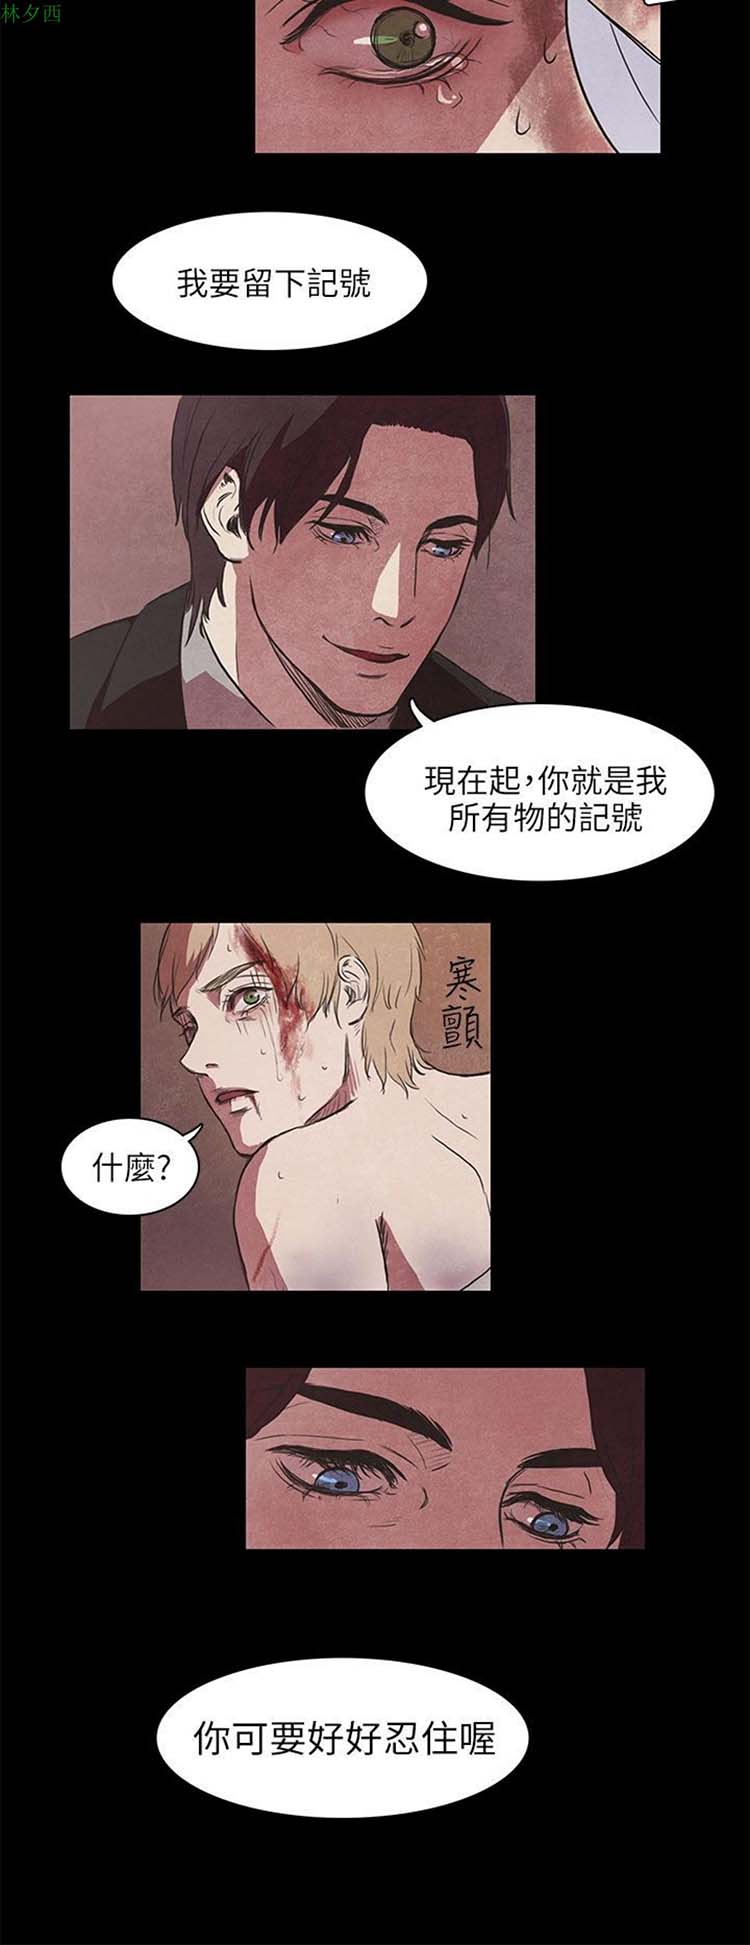 林夕西
我要留下記號
現在起,你就是我
所有物的記號
寒顫
什麼?
你可要好好忍住喔